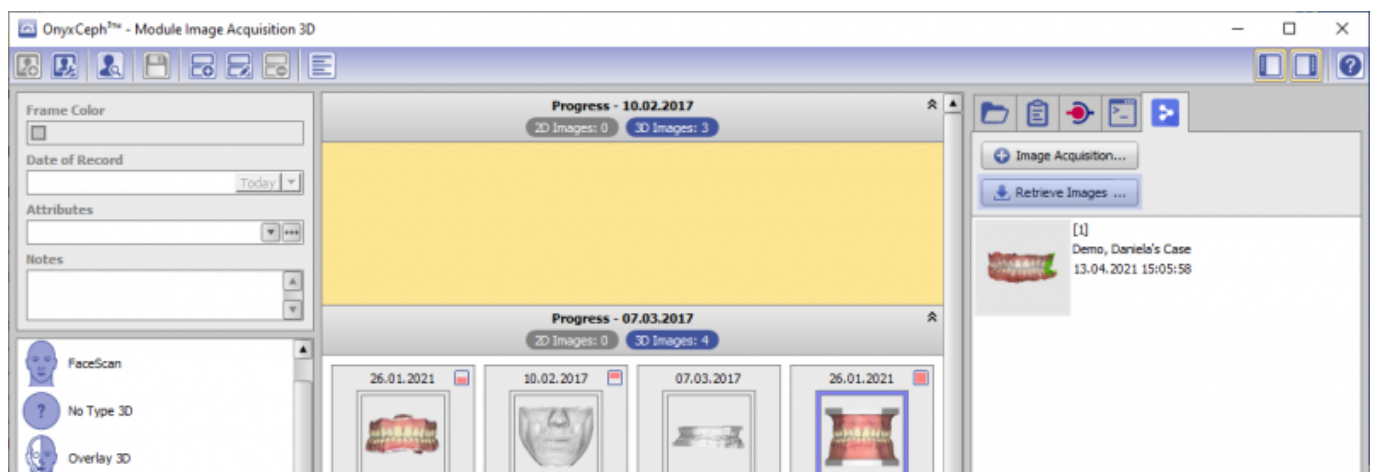 OnyxCeph³™ - Module Image Acquisition 3D
Frame Color
Date of Record
Today
Attributes
Notes
FaceScan
? No Type 3D
Overlay 3D
Progress - 10.02.2017
2D Images: 0 3D Images: 3
Progress - 07.03.2017
2D Images: 0 3D Images: 4
26.01.2021 10.02.2017 07.03.2017 26.01.2021
Image Acquisition...
Retrieve Images ...
[1]
Demo, Daniela's Case
13.04.2021 15:05:58